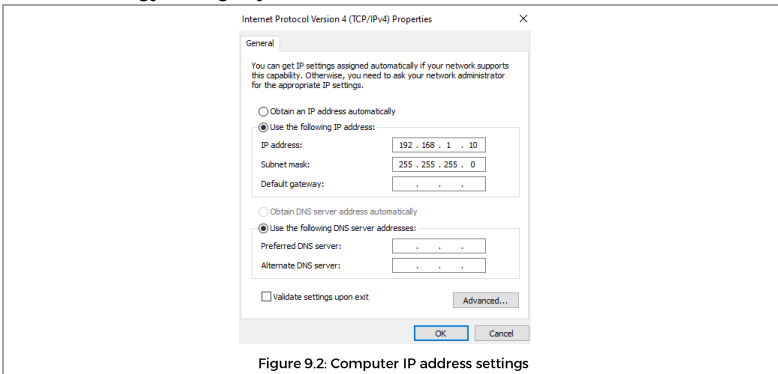 Internet Protocol Version 4 (TCP/IPv4) Properties
General
You can get IP settings assigned automatically if your network supports
this capability. Otherwise, you need to ask your network administrator
for the appropriate IP settings.
Obtain an IP address automatically
Use the following IP address:
IP address: 192 . 168 . 1 . 10
Subnet mask: 255 . 255 . 255 . 0
Default gateway: . . .
Obtain DNS server address automatically
Use the following DNS server addresses:
Preferred DNS server: . . .
Alternate DNS server: . . .
Validate settings upon exit
Advanced...
OK Cancel
Figure 9.2: Computer IP address settings